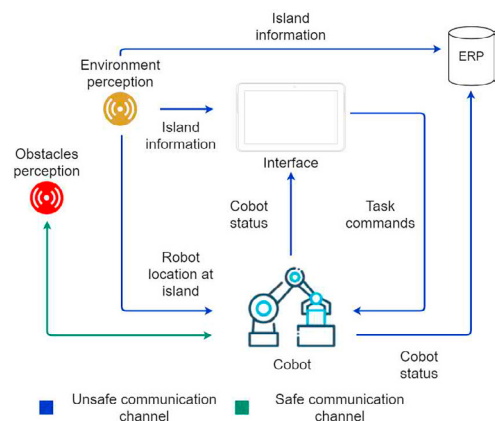 Island
information
ERP
Environment
perception
Island
information
Interface
Obstacles
perception
Cobot
status
Task
commands
Robot
location at
island
Cobot
Cobot
status
Unsafe communication
channel
Safe communication
channel